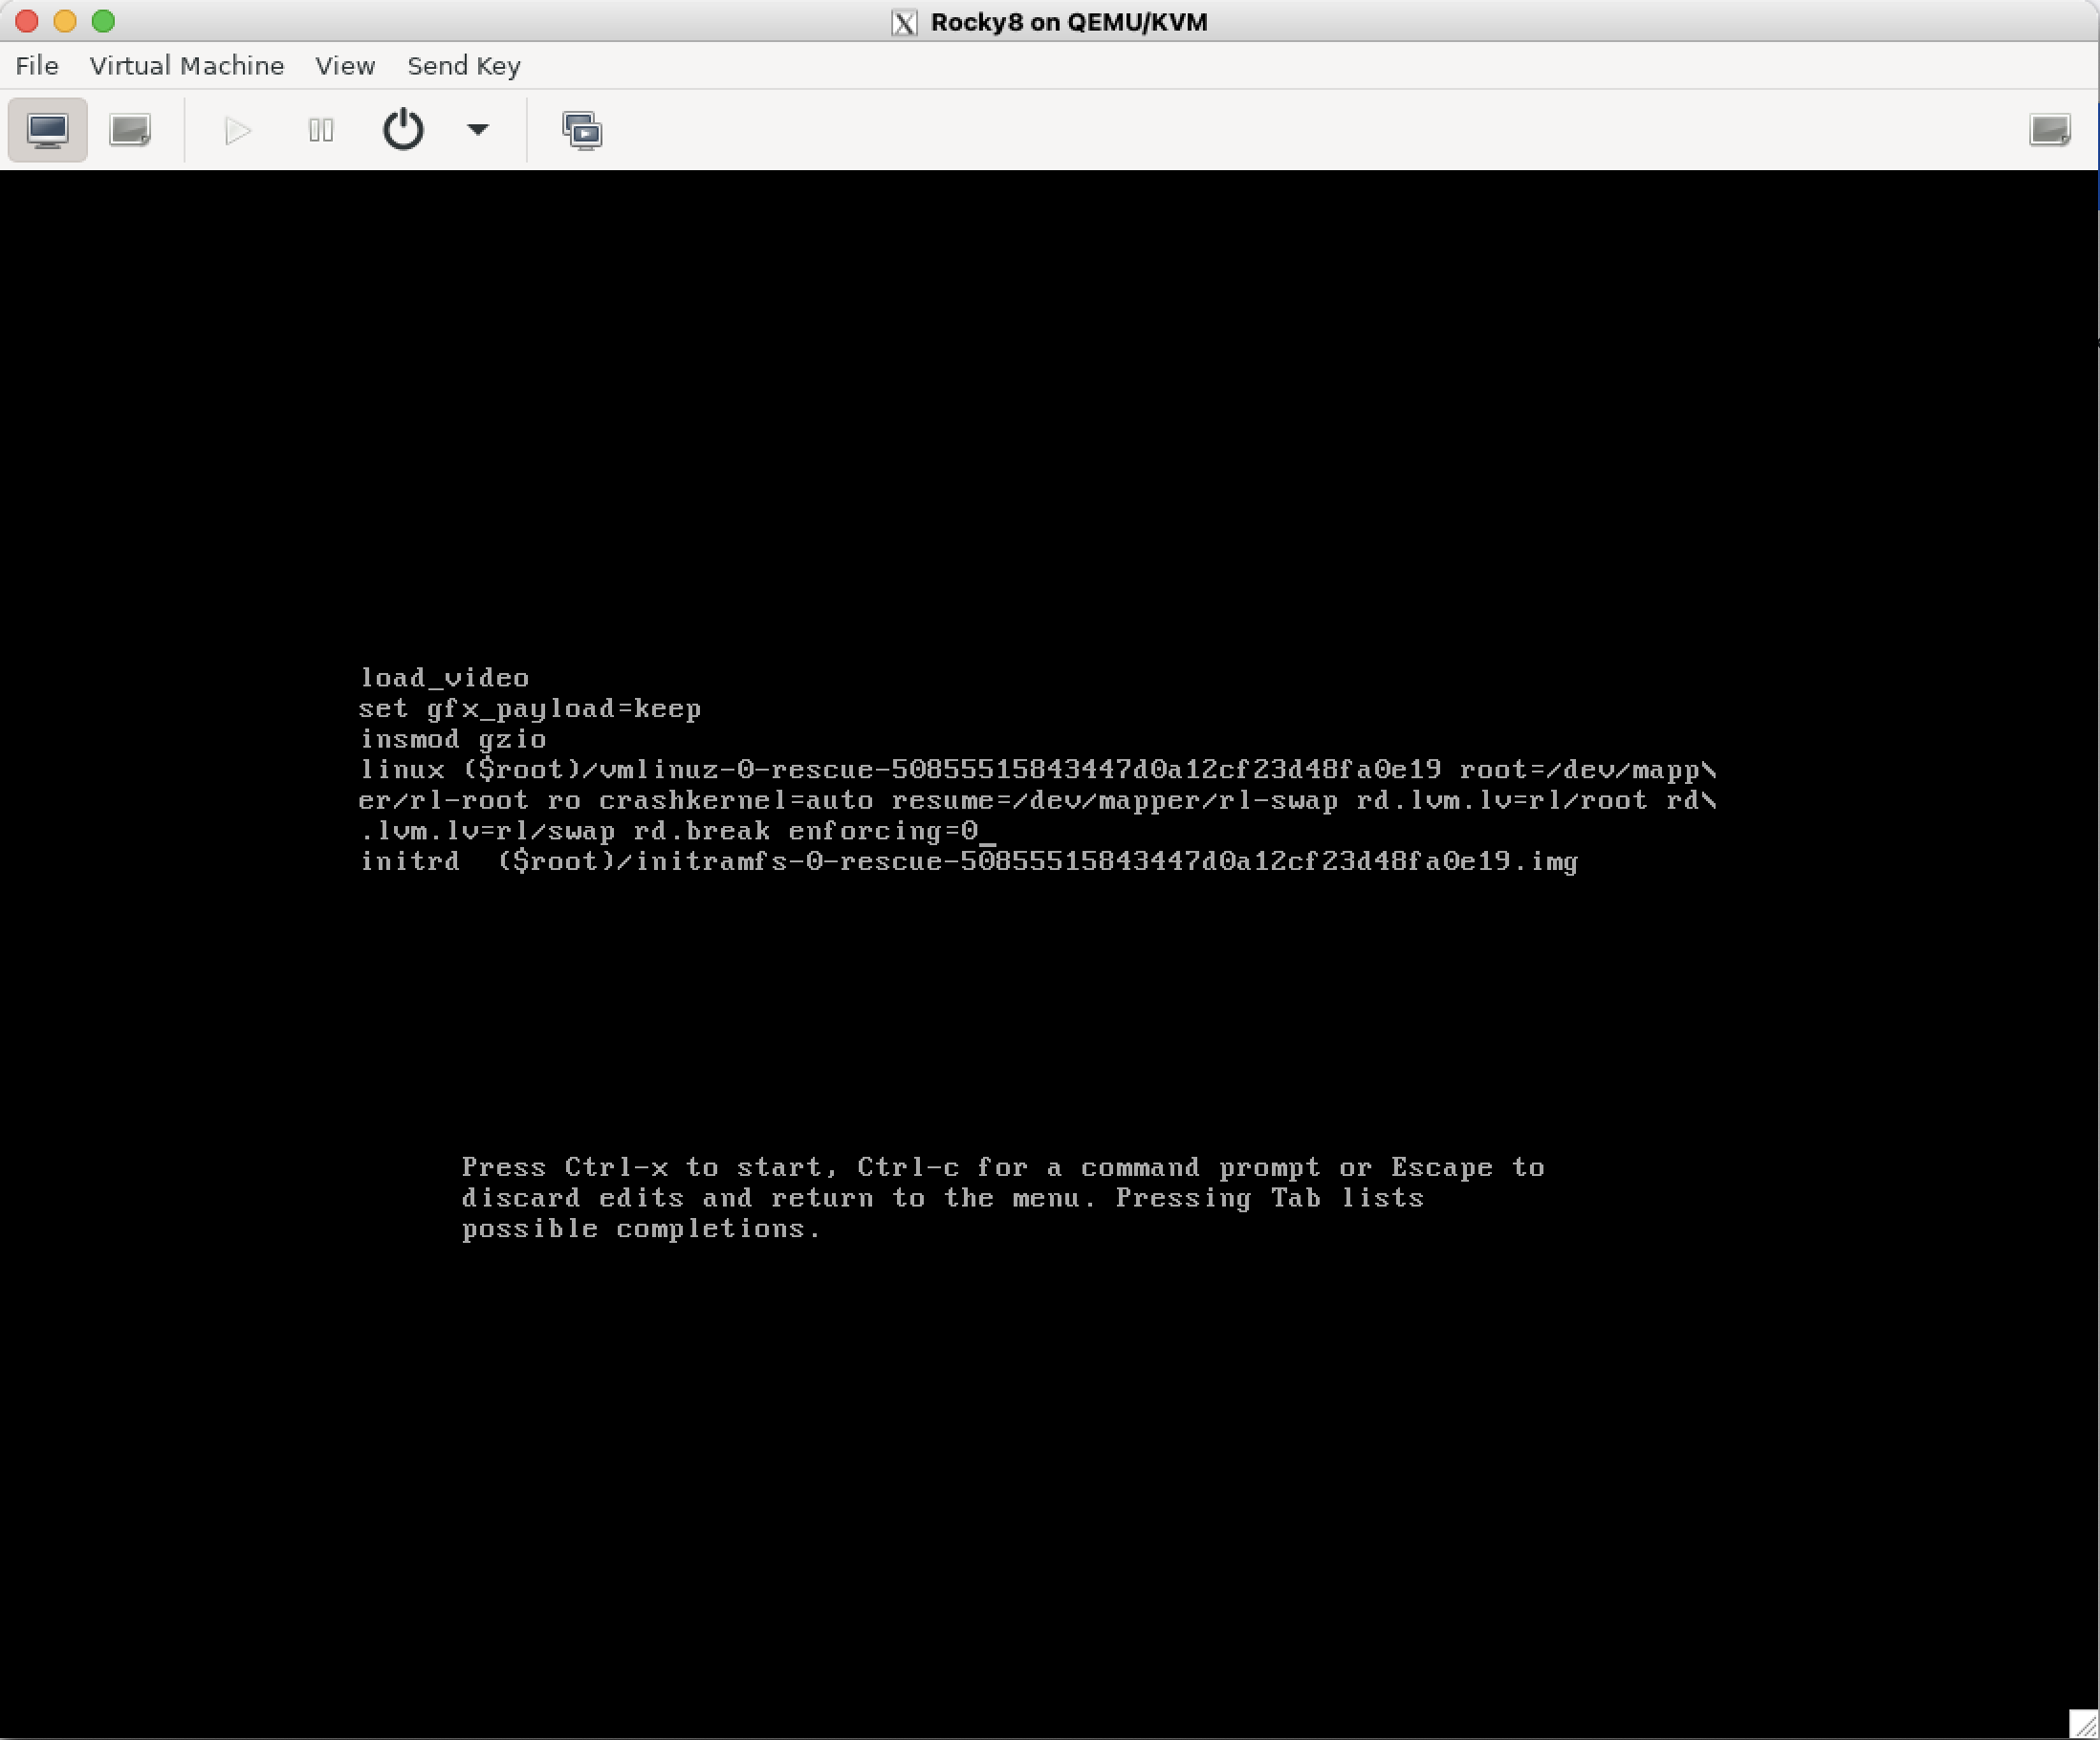 Rocky8 on QEMU/KVM
File Virtual Machine View Send Key
load_video
set gfx_payload=keep
insmod gzio
linux ($root)/vmlinuz-0-rescue-50855515843447d0a12cf23d48fa0e19 root=/dev/mapp\
er/rl-root ro crashkernel=auto resume=/dev/mapper/rl-swap rd.lvm.lv=rl/root rd\
.lvm.lv=rl/swap rd.break enforcing=0_
initrd  ($root)/initramfs-0-rescue-50855515843447d0a12cf23d48fa0e19.img
Press Ctrl-x to start, Ctrl-c for a command prompt or Escape to
discard edits and return to the menu. Pressing Tab lists
possible completions.